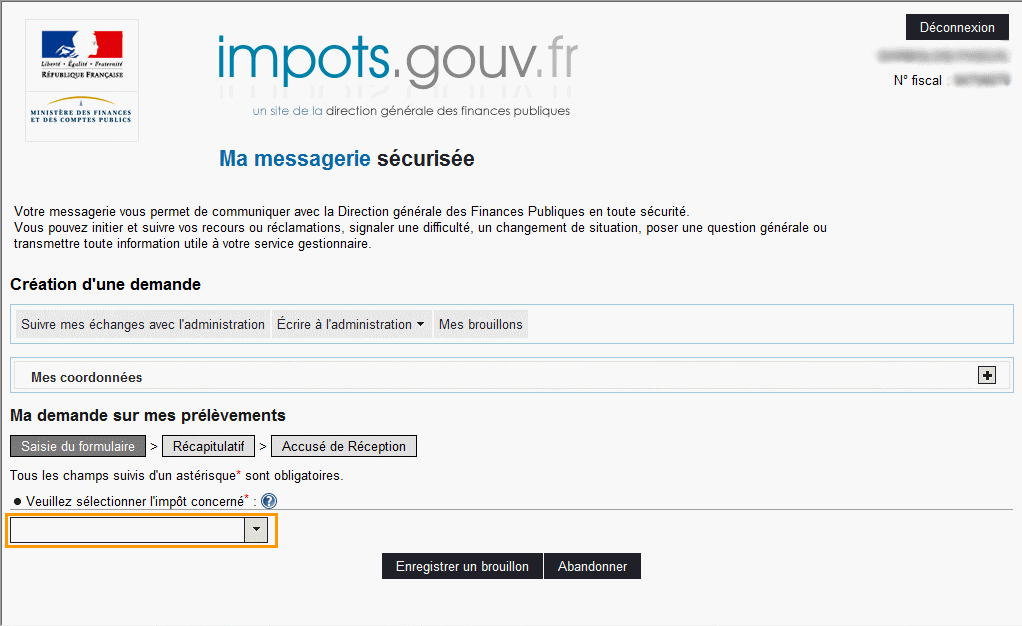 Déconnexion
N° fiscal :
Liberté • Égalité • Fraternité
RÉPUBLIQUE FRANÇAISE
MINISTÈRE DES FINANCES
ET DES COMPTES PUBLICS
impots.gouv.fr
un site de la direction générale des finances publiques
Ma messagerie sécurisée
Votre messagerie vous permet de communiquer avec la Direction générale des Finances Publiques en toute sécurité.
Vous pouvez initier et suivre vos recours ou réclamations, signaler une difficulté, un changement de situation, poser une question générale ou
transmettre toute information utile à votre service gestionnaire.
Création d'une demande
Suivre mes échanges avec l'administration Écrire à l'administration Mes brouillons
Mes coordonnées
Ma demande sur mes prélèvements
Saisie du formulaire > Récapitulatif > Accusé de Réception
Tous les champs suivis d'un astérisque* sont obligatoires.
● Veuillez sélectionner l'impôt concerné* : ?
Enregistrer un brouillon Abandonner